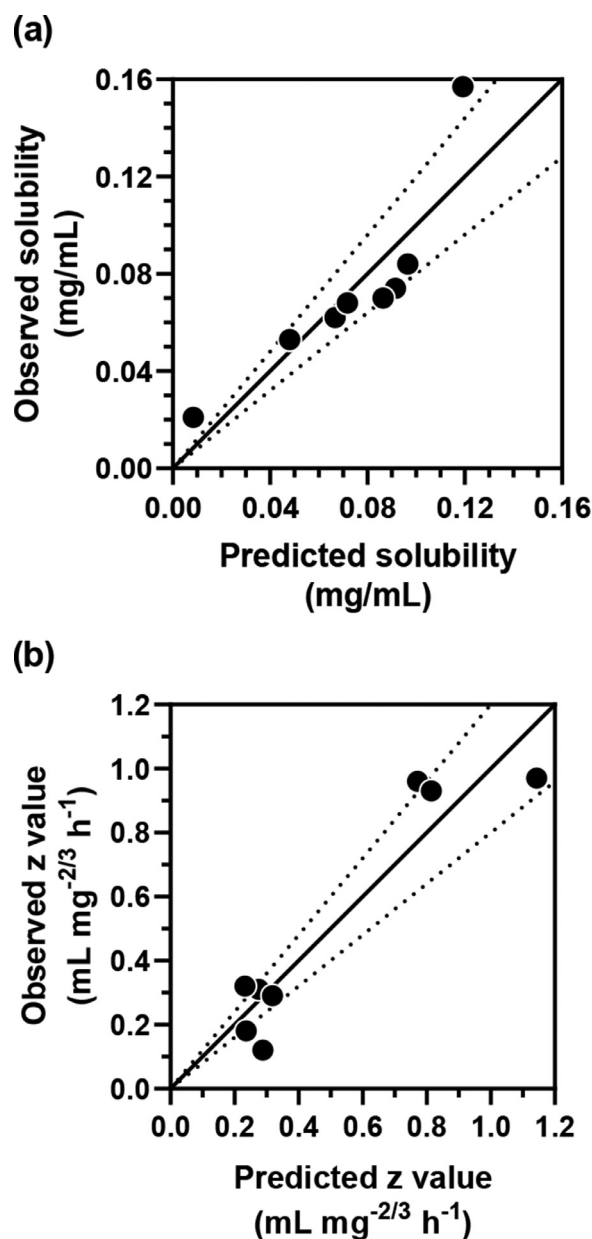 (a)
Observed solubility
(mg/mL)
0.16
0.12
0.08
0.04
0.00
0.00 0.04 0.08 0.12 0.16
Predicted solubility
(mg/mL)
(b)
Observed z value
(mL mg-2/3 h-1)
1.2
1.0
0.8
0.6
0.4
0.2
0.0
0.0 0.2 0.4 0.6 0.8 1.0 1.2
Predicted z value
(mL mg-2/3 h-1)